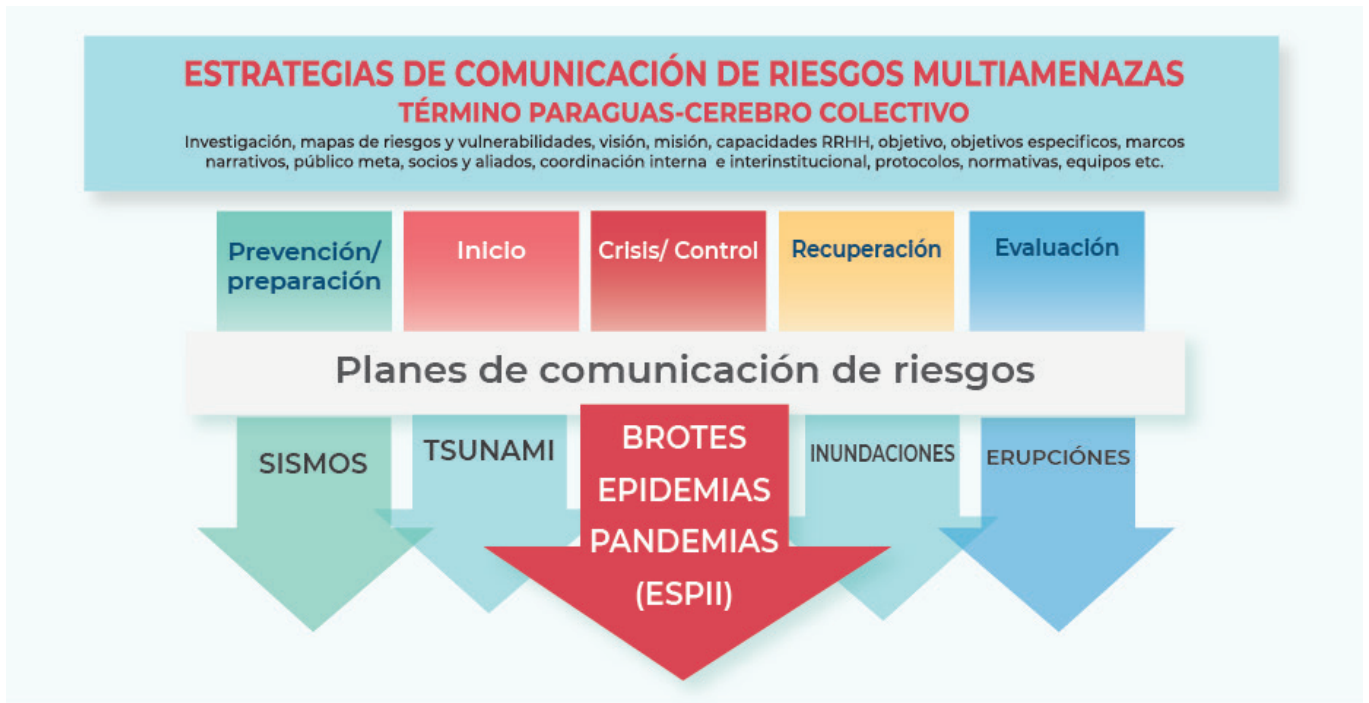 ESTRATEGIAS DE COMUNICACIÓN DE RIESGOS MULTIAMENAZAS
TÉRMINO PARAGUAS-CEREBRO COLECTIVO
Investigación, mapas de riesgos y vulnerabilidades, visión, misión, capacidades RRHH, objetivo, objetivos especificos, marcos
narrativos, público meta, socios y aliados, coordinación interna e interinstitucional, protocolos, normativas, equipos etc.
Prevención/
preparación
Inicio
Crisis/ Control
Recuperación
Evaluación
Planes de comunicación de riesgos
SISMOS
TSUNAMI
BROTES
EPIDEMIAS
PANDEMIAS
(ESPII)
INUNDACIONES
ERUPCIÓNES